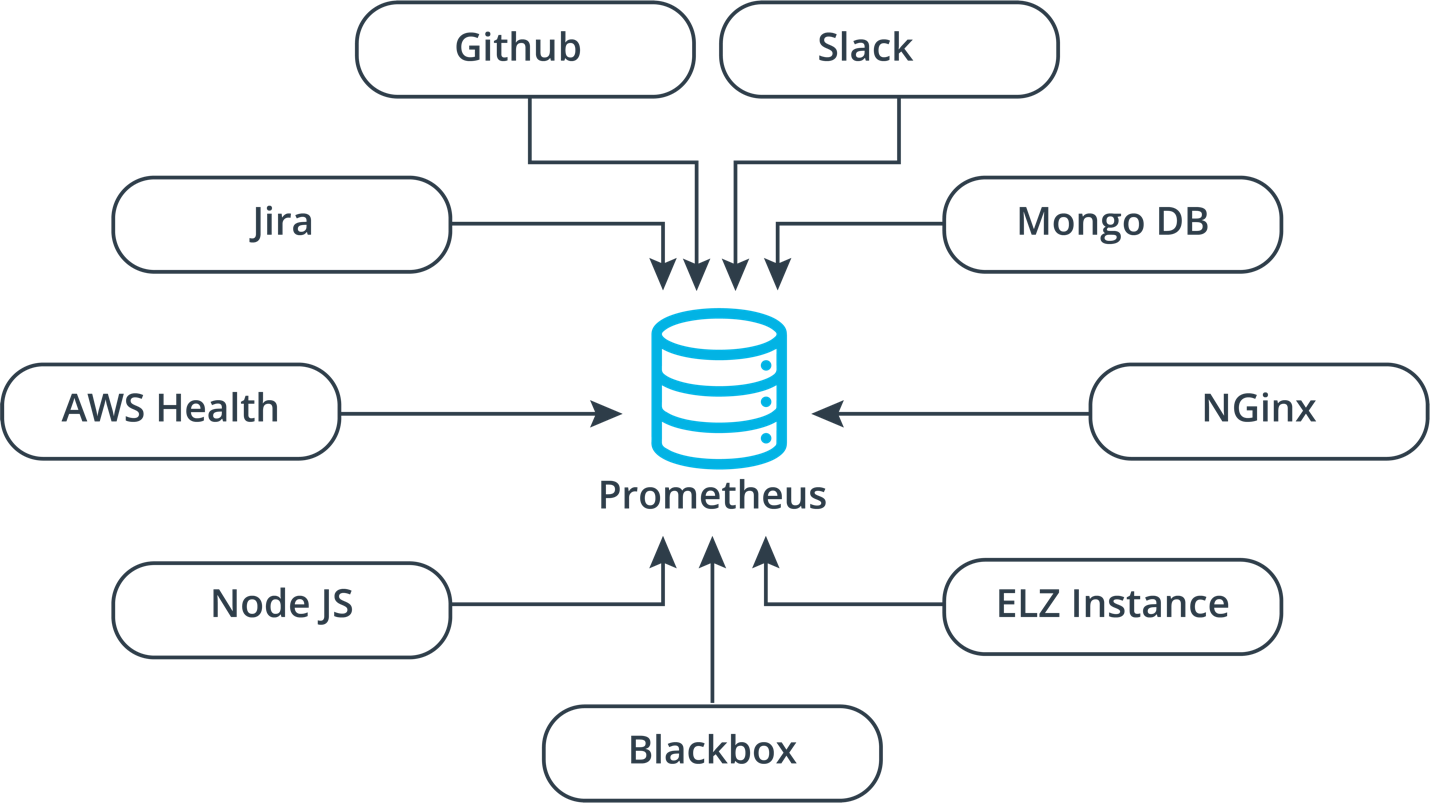 Github
Slack
Jira
Mongo DB
AWS Health
NGinx
Prometheus
Node JS
ELZ Instance
Blackbox